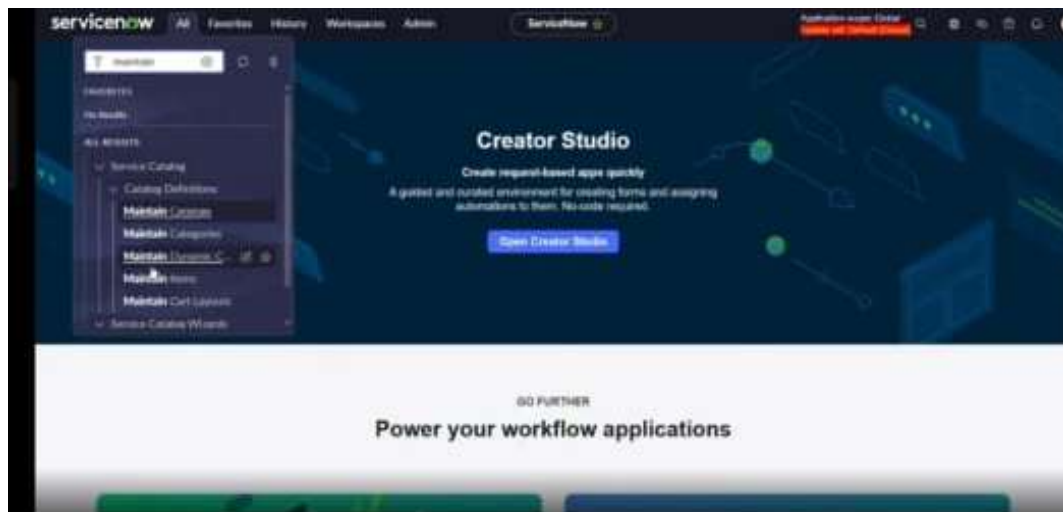 servicenow All Favorites History Workspaces Admin ServiceNow
Application scope: Global
maintain
FAVORITES
No Results
ALL RESULTS
Service Catalog
Catalog Definitions
Maintain Catalogs
Maintain Categories
Maintain Dynamic C...
Maintain Items
Maintain Cart Layouts
Service Catalog Wizards
Creator Studio
Create request-based apps quickly
A guided and curated environment for creating forms and assigning
automations to them. No-code required.
Open Creator Studio
GO FURTHER
Power your workflow applications